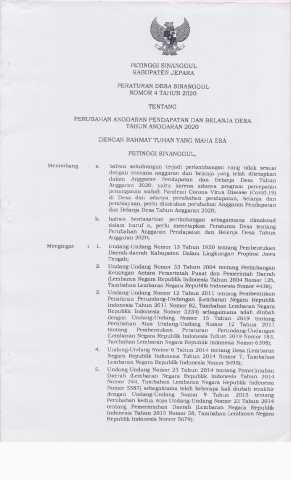 PETINGGI SINANGGUL
KABUPATEN JEPARA
PERATURAN DESA SINANGGUL
NOMOR 4 TAHUN 2020
TENTANG
PERUBAHAN ANGGARAN PENDAPATAN DAN BELANJA DESA
TAHUN ANGGARAN 2020
DENGAN RAHMAT TUHAN YANG MAHA ESA
PETINGGI SINANGGUL,
Menimbang : a. bahwa sehubungan terjadi perkembangan yang tidak sesuai
dengan rencana anggaran dan belanja yang telah ditetapkan
dalam Anggaran Pendapatan dan Belanja Desa Tahun
Anggaran 2020, yaitu karena adanya program percepatan
penanganan wabah Pandemi Corona Virus Disease (Covid.19)
di Desa dan adanya perubahan pendapatan, belanja, dan
pembiayaan, perlu diadakan perubahan Anggaran Pendapatan
dan Belanja Desa Tahun Anggaran 2020;
b. bahwa berdasarkan pertimbangan sebagaimana dimaksud
dalam huruf a, perlu menetapkan Peraturan Desa tentang
Perubahan Anggaran Pendapatan dan Belanja Desa Tahun
Anggaran 2020;
Mengingat : 1. Undang-Undang Nomor 13 Tahun 1950 tentang Pembentukan
Daerah-daerah Kabupaten Dalam Lingkungan Propinsi Jawa
Tengah;
2. Undang-Undang Nomor 33 Tahun 2004 tentang Perimbangan
Keuangan Antara Pemerintah Pusat dan Pemerintah Daerah
(Lembaran Negara Republik Indonesia Tahun 2004 Nomor 126,
Tambahan Lembaran Negara Republik Indonesia Nomor 4438);
3. Undang-Undang Nomor 12 Tahun 2011 tentang Pembentukan
Peraturan Perundang-Undangan (Lembaran Negara Republik
Indonesia Tahun 2011 Nomor 82, Tambahan Lembaran Negara
Republik Indonesia Nomor 5234) sebagaimana telah diubah
dengan Undang-Undang Nomor 15 Tahun 2019 tentang
Perubahan Atas Undang-Undang Nomor 12 Tahun 2011
tentang Pembentukan Peraturan Perundang-Undangan
(Lembaran Negara Republik Indonesia Tahun 2019 Nomor 183,
Tambahan Lembaran Negara Republik Indonesia Nomor 6398);
4. Undang-Undang Nomor 6 Tahun 2014 tentang Desa (Lembaran
Negara Republik Indonesia Tahun 2014 Nomor 7, Tambahan
Lembaran Negara Republik Indonesia Nomor 5495);
5. Undang-Undang Nomor 23 Tahun 2014 tentang Pemerintahan
Daerah (Lembaran Negara Republik Indonesia Tahun 2014
Nomor 244, Tambahan Lembaran Negara Republik Indonesia
Nomor 5587) sebagaimana telah beberapa kali diubah terakhir
dengan Undang-Undang Nomor 9 Tahun 2015 tentang
Perubahan kedua Atas Undang-Undang Nomor 23 Tahun 2014
tentang Pemerintahan Daerah (Lembaran Negara Republik
Indonesia Tahun 2015 Nomor 58, Tambahan Lembaran Negara
Republik Indonesia Nomor 5679);